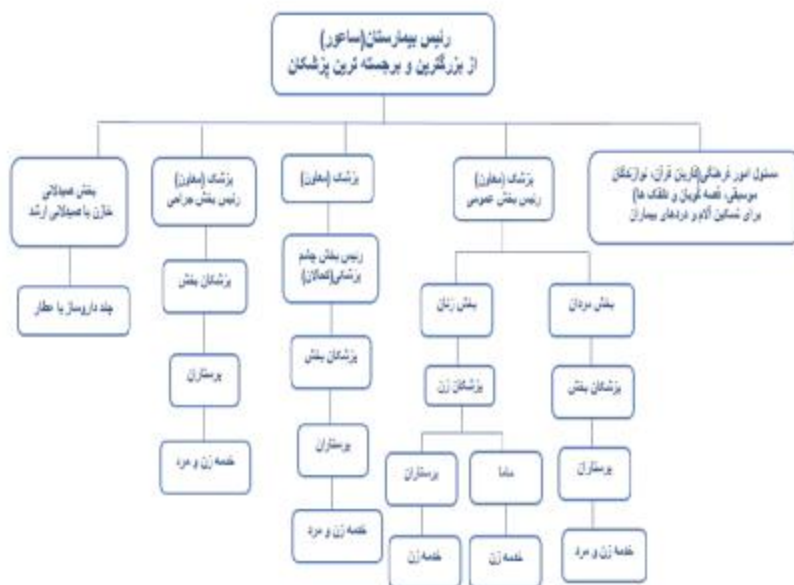 رئیس بیمارستان(ساعور)
از بزرگترین و برجسته ترین پزشکان
مسئول امور فرهنگی(قاریان قرآن، نوازندگان
موسیقی، قصه گویان و دلقک ها)
برای تسکین آلام و دردهای بیماران
پزشک (معاون)
رئیس بخش عمومی
پزشک (معاون)
پزشک (معاون)
رئیس بخش جراحی
بخش صیدلانی
خازن یا صیدلانی ارشد
بخش مردان
پزشکان بخش
پرستاران
خدمه زن و مرد
بخش زنان
پزشکان زن
ماما
خدمه زن
پرستاران
خدمه زن
رئیس بخش چشم
پزشکی(کحالان)
پزشکان بخش
پرستاران
خدمه زن و مرد
پزشکان بخش
پرستاران
خدمه زن و مرد
چند داروساز یا عطار